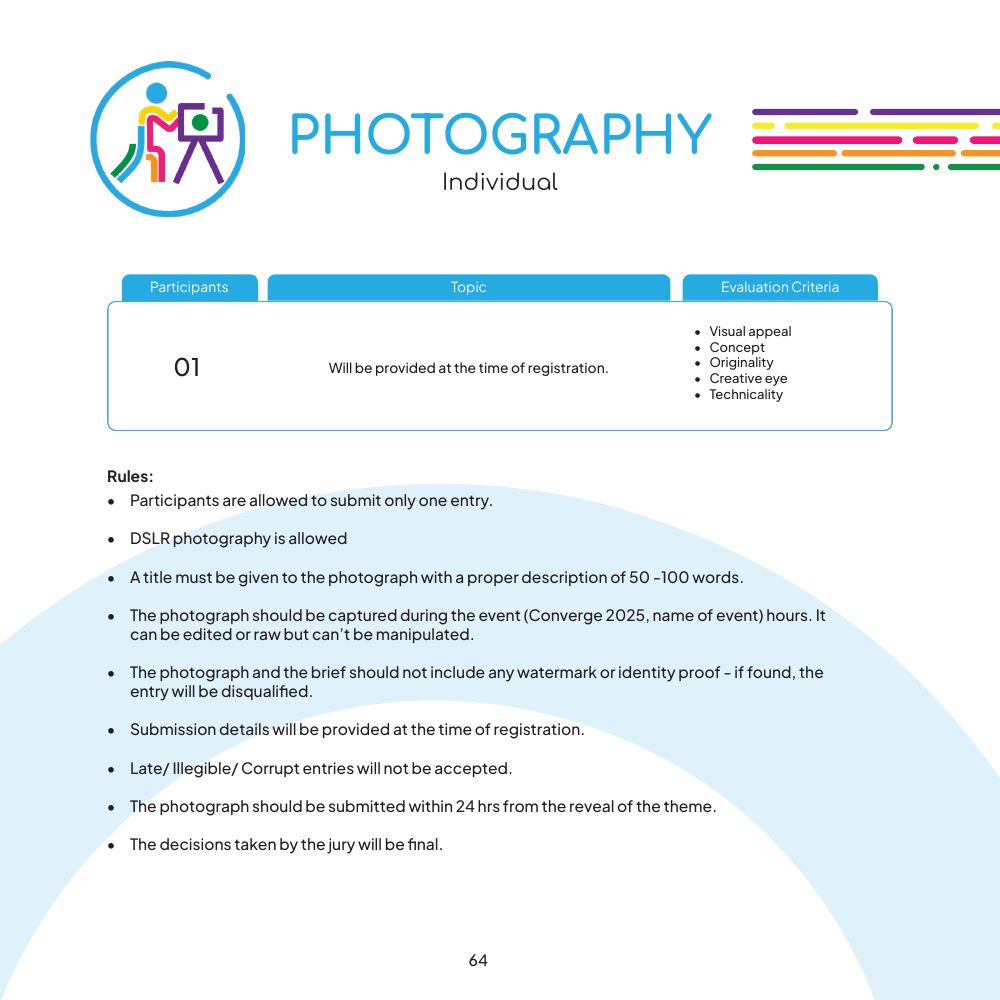 PHOTOGRAPHY
Individual
Participants
Topic
Evaluation Criteria
01
Will be provided at the time of registration.
• Visual appeal
• Concept
• Originality
• Creative eye
• Technicality
Rules:
• Participants are allowed to submit only one entry.
• DSLR photography is allowed
• A title must be given to the photograph with a proper description of 50 -100 words.
• The photograph should be captured during the event (Converge 2025, name of event) hours. It
can be edited or raw but can't be manipulated.
• The photograph and the brief should not include any watermark or identity proof - if found, the
entry will be disqualified.
• Submission details will be provided at the time of registration.
• Late/ Illegible/ Corrupt entries will not be accepted.
• The photograph should be submitted within 24 hrs from the reveal of the theme.
• The decisions taken by the jury will be final.
64